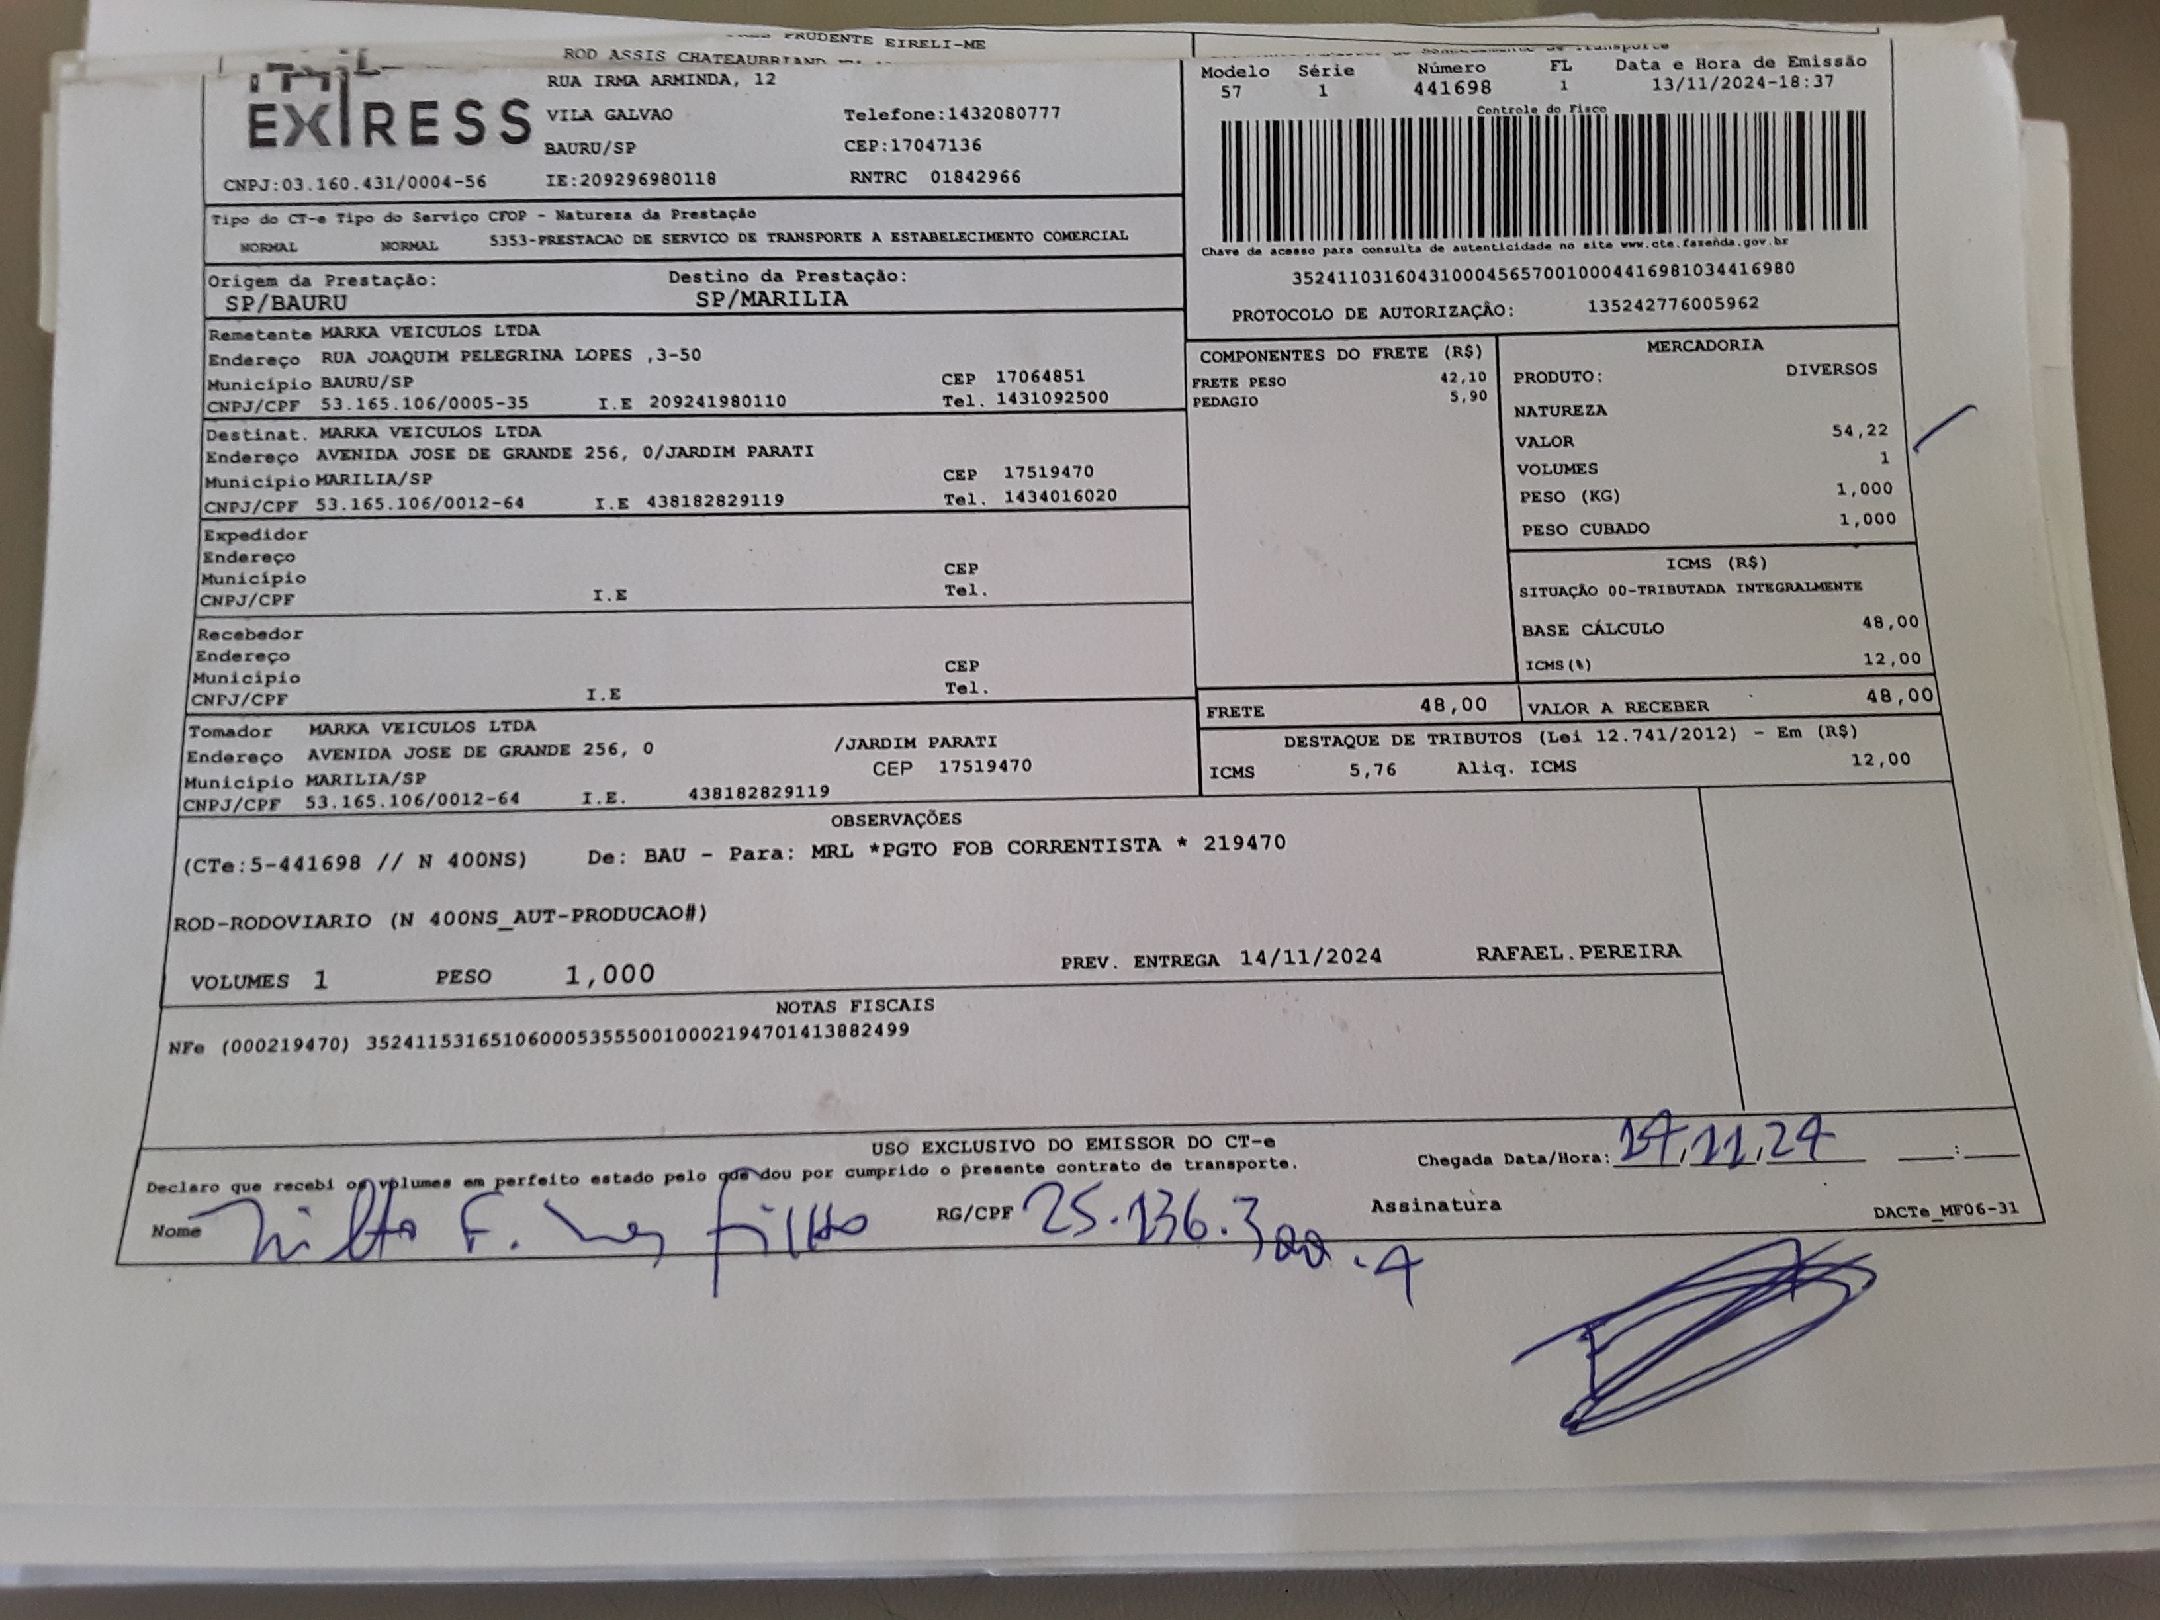 PRUDENTE EIRELI-ME
ROD ASSIS CHATEAUBRIAND
EXPRESS
RUA IRMA ARMINDA, 12
VILA GALVAO Telefone:1432080777
BAURU/SP CEP:17047136
CNPJ:03.160.431/0004-56 IE:209296980118 RNTRC 01842966
Modelo Série Número FL Data e Hora de Emissão
57 1 441698 1 13/11/2024-18:37
Controle do Fisco
Chave de acesso para consulta de autenticidade no site www.cte.fazenda.gov.br
35241103160431000456570010004416981034416980
PROTOCOLO DE AUTORIZAÇÃO: 135242776005962
Tipo do CT-e Tipo do Serviço CFOP - Natureza da Prestação
NORMAL NORMAL 5353-PRESTACAO DE SERVICO DE TRANSPORTE A ESTABELECIMENTO COMERCIAL
Origem da Prestação: Destino da Prestação:
SP/BAURU SP/MARILIA
Remetente MARKA VEICULOS LTDA
Endereço RUA JOAQUIM PELEGRINA LOPES ,3-50
Município BAURU/SP CEP 17064851
CNPJ/CPF 53.165.106/0005-35 I.E 209241980110 Tel. 1431092500
Destinat. MARKA VEICULOS LTDA
Endereço AVENIDA JOSE DE GRANDE 256, 0/JARDIM PARATI
Município MARILIA/SP CEP 17519470
CNPJ/CPF 53.165.106/0012-64 I.E 438182829119 Tel. 1434016020
Expedidor
Endereço
Município CEP
CNPJ/CPF I.E Tel.
Recebedor
Endereço
Município CEP
CNPJ/CPF I.E Tel.
Tomador MARKA VEICULOS LTDA
Endereço AVENIDA JOSE DE GRANDE 256, 0 /JARDIM PARATI
Município MARILIA/SP CEP 17519470
CNPJ/CPF 53.165.106/0012-64 I.E. 438182829119
COMPONENTES DO FRETE (R$)
FRETE PESO 42,10
PEDAGIO 5,90
MERCADORIA
PRODUTO: DIVERSOS
NATUREZA
VALOR 54,22
VOLUMES 1
PESO (KG) 1,000
PESO CUBADO 1,000
ICMS (R$)
SITUAÇÃO 00-TRIBUTADA INTEGRALMENTE
BASE CÁLCULO 48,00
ICMS(%) 12,00
FRETE 48,00 VALOR A RECEBER 48,00
DESTAQUE DE TRIBUTOS (Lei 12.741/2012) - Em (R$)
ICMS 5,76 Aliq. ICMS 12,00
OBSERVAÇÕES
(CTe:5-441698 // N 400NS) De: BAU - Para: MRL *PGTO FOB CORRENTISTA * 219470
ROD-RODOVIARIO (N 400NS_AUT-PRODUCAO#)
VOLUMES 1 PESO 1,000 PREV. ENTREGA 14/11/2024 RAFAEL.PEREIRA
NOTAS FISCAIS
NFe (000219470) 35241153165106000535550010002194701413882499
USO EXCLUSIVO DO EMISSOR DO CT-e
Declaro que recebi os volumes em perfeito estado pelo que dou por cumprido o presente contrato de transporte.
Chegada Data/Hora: 14.11.24 :
Nome F. filho RG/CPF 25.136.300.4 Assinatura
DACTe_MF06-31